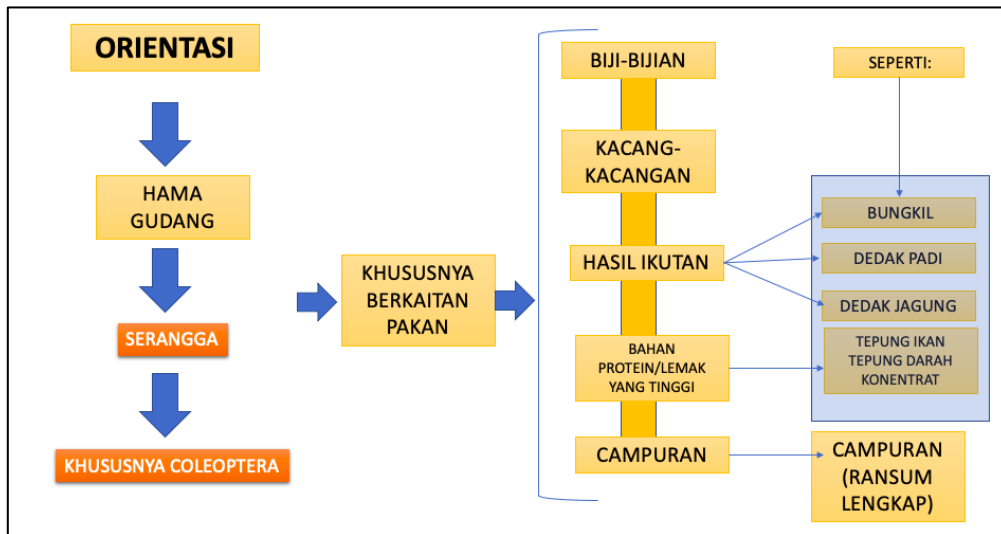 ORIENTASI
HAMA
GUDANG
SERANGGA
KHUSUSNYA COLEOPTERA
KHUSUSNYA
BERKAITAN
PAKAN
BIJI-BIJIAN
KACANG-
KACANGAN
HASIL IKUTAN
BAHAN
PROTEIN/LEMAK
YANG TINGGI
CAMPURAN
SEPERTI:
BUNGKIL
DEDAK PADI
DEDAK JAGUNG
TEPUNG IKAN
TEPUNG DARAH
KONENTRAT
CAMPURAN
(RANSUM
LENGKAP)